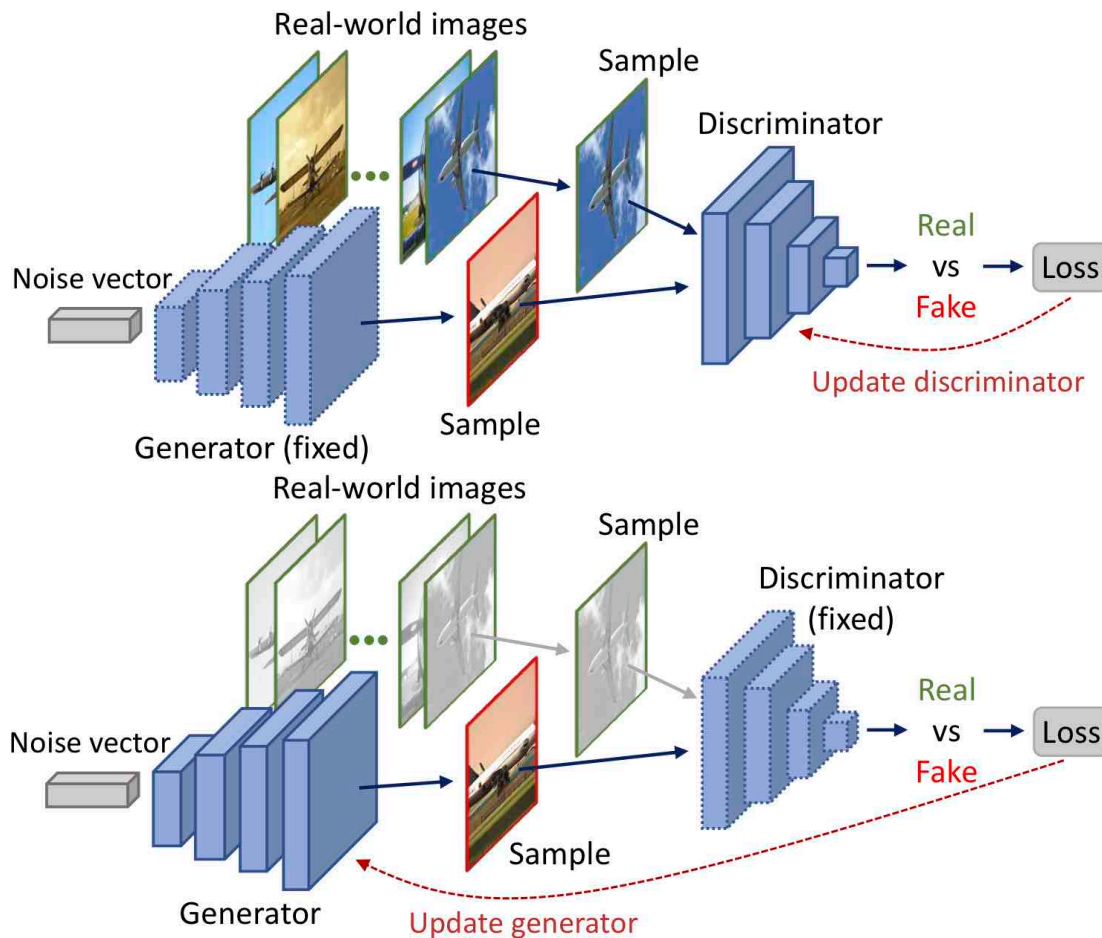 Real-world images
Sample
Discriminator
Noise vector
Real
vs
Fake
Loss
Update discriminator
Sample
Generator (fixed)
Real-world images
Sample
Discriminator
(fixed)
Noise vector
Real
vs
Fake
Loss
Sample
Generator
Update generator